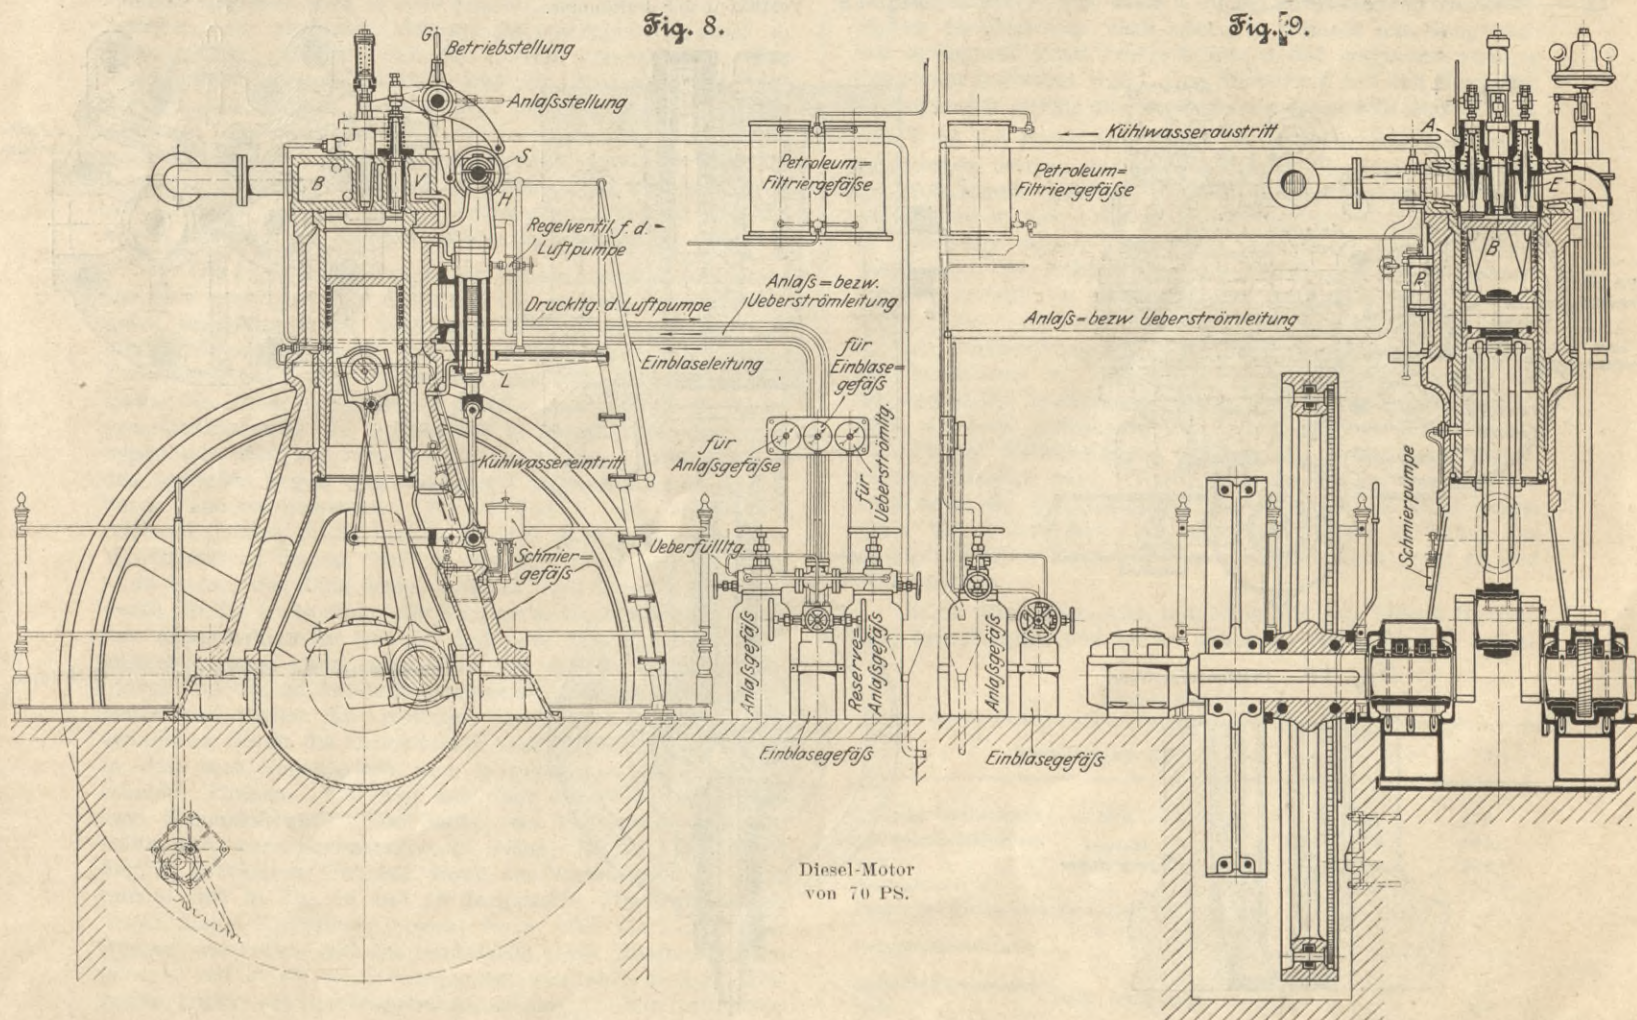 Fig. 8.
G
Betriebstellung
Anlaſsstellung
S
B
V
H
Petroleum=
Filtriergefäſse
Regelventil f. d.
Luftpumpe
Anlaſs=bezw.
Ueberströmleitung
Druckltg. d. Luftpumpe
Einblaseleitung
L
für
Einblase=
gefäſs
für
Anlaſsgefäſse
für
Ueberströmltg.
Kühlwassereintritt
Schmier=
gefäſs
Ueberfüllltg.
Anlaſsgefäſs
Reserve=
Anlaſsgefäſs
Einblasegefäſs
Fig. 9.
Kühlwasseraustritt
A
Petroleum=
Filtriergefäſse
E
B
P.
Anlaſs=bezw Ueberströmleitung
Schmierpumpe
Anlaſsgefäſs
Einblasegefäſs
Diesel-Motor
von 70 PS.